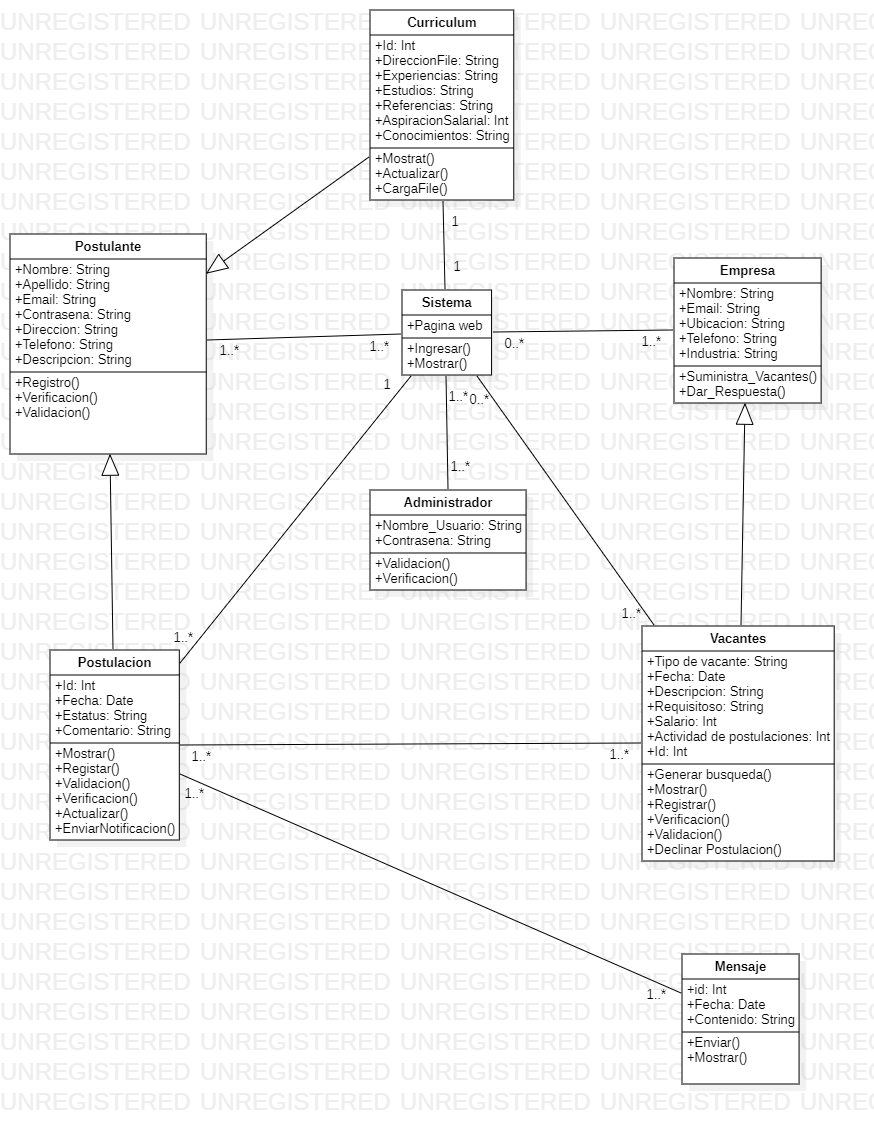 Curriculum
+Id: Int
+DireccionFile: String
+Experiencias: String
+Estudios: String
+Referencias: String
+AspiracionSalarial: Int
+Conocimientos: String
+Mostrat()
+Actualizar()
+CargaFile()
1
1
Postulante
+Nombre: String
+Apellido: String
+Email: String
+Contrasena: String
+Direccion: String
+Telefono: String
+Descripcion: String
+Registro()
+Verificacion()
+Validacion()
1..*
1..*
Sistema
+Pagina web
+Ingresar()
+Mostrar()
0..*
1..*
Empresa
+Nombre: String
+Email: String
+Ubicacion: String
+Telefono: String
+Industria: String
+Suministra_Vacantes()
+Dar_Respuesta()
1
1..*
0..*
1..*
Administrador
+Nombre_Usuario: String
+Contrasena: String
+Validacion()
+Verificacion()
1..*
1..*
Postulacion
+Id: Int
+Fecha: Date
+Estatus: String
+Comentario: String
+Mostrar()
+Registar()
+Validacion()
+Verificacion()
+Actualizar()
+EnviarNotificacion()
1..*
1..*
1..*
Vacantes
+Tipo de vacante: String
+Fecha: Date
+Descripcion: String
+Requisitoso: String
+Salario: Int
+Actividad de postulaciones: Int
+Id: Int
+Generar busqueda()
+Mostrar()
+Registrar()
+Verificacion()
+Validacion()
+Declinar Postulacion()
1..*
Mensaje
+id: Int
+Fecha: Date
+Contenido: String
+Enviar()
+Mostrar()
UNREGISTERED UNREGISTERED UNREGISTERED UNREGISTERED